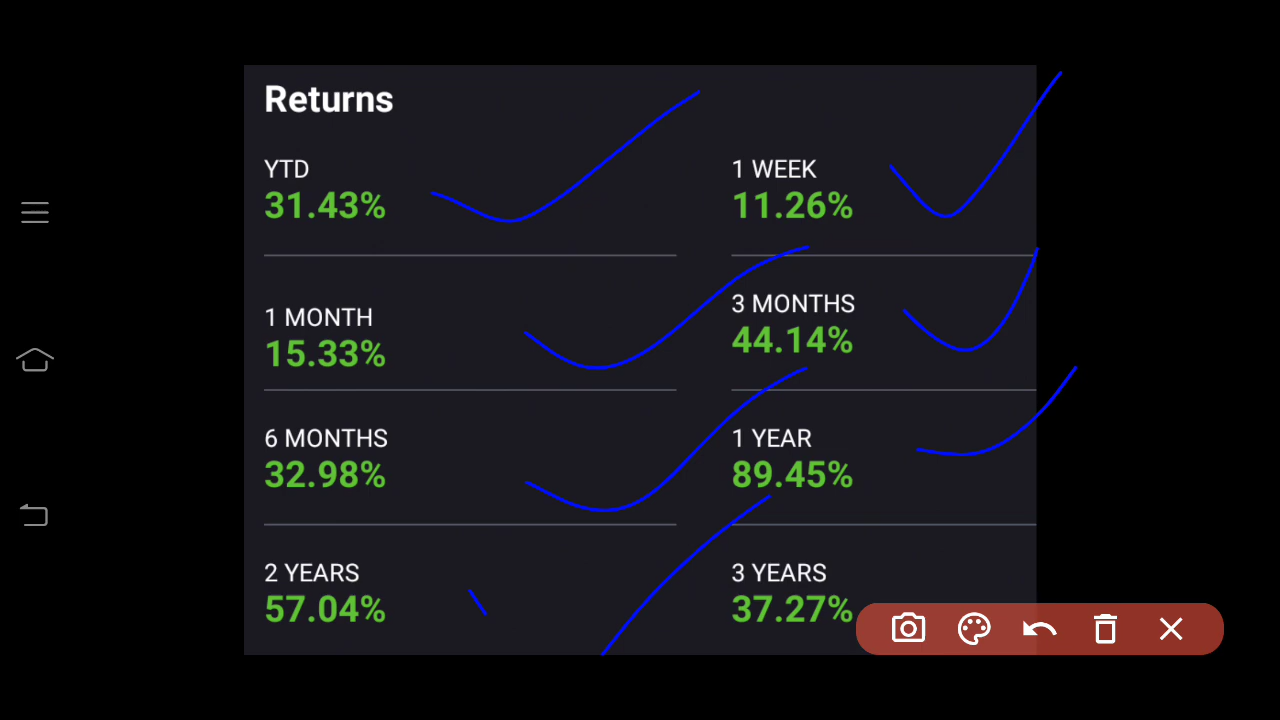 Returns
YTD
31.43%
1 WEEK
11.26%
1 MONTH
15.33%
3 MONTHS
44.14%
6 MONTHS
32.98%
1 YEAR
89.45%
2 YEARS
57.04%
3 YEARS
37.27%